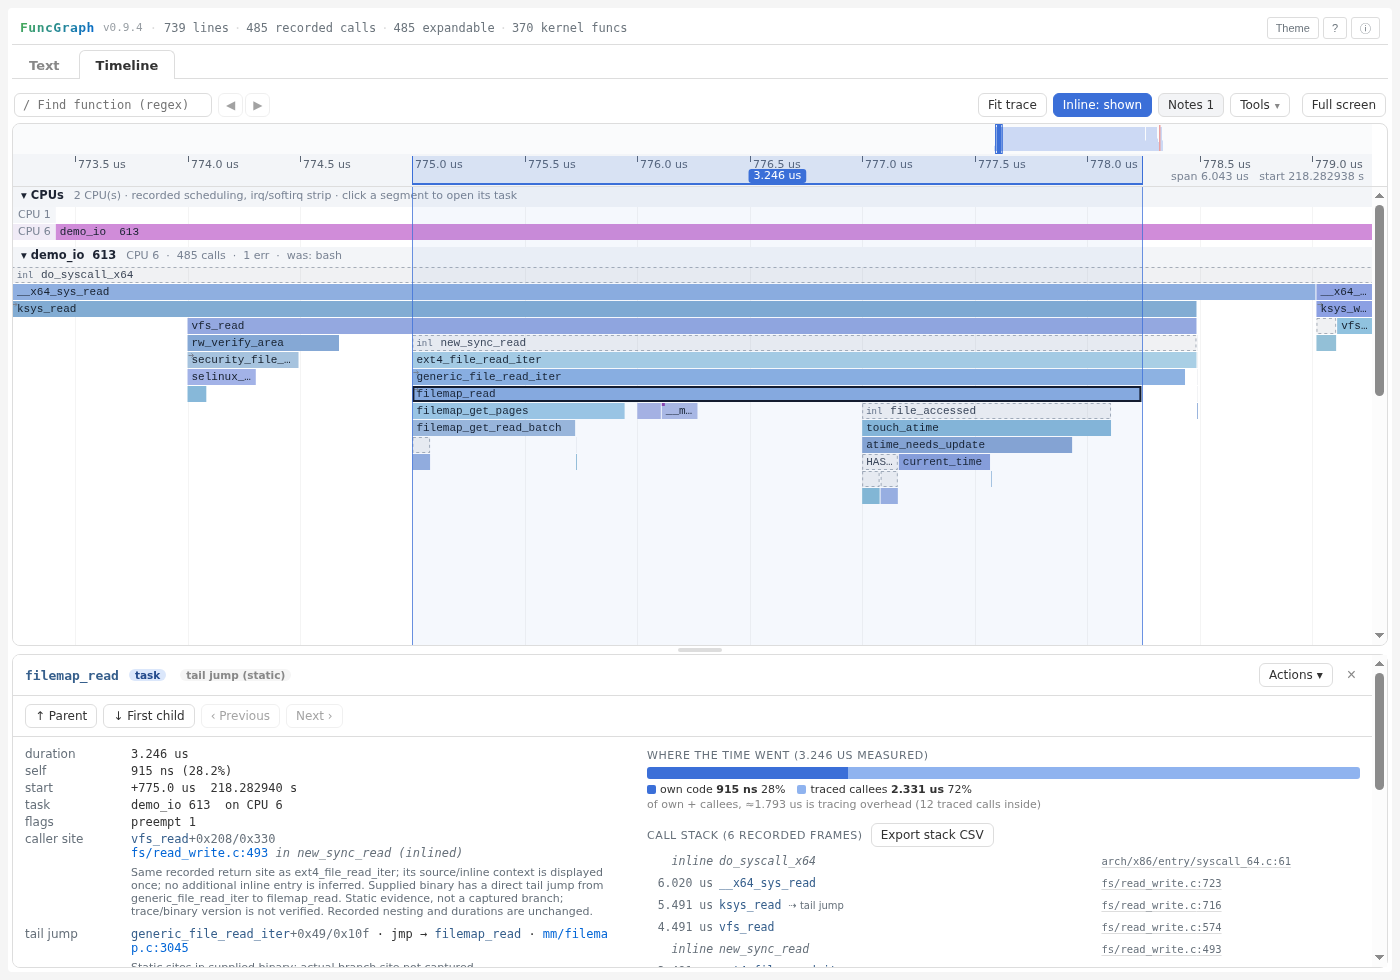 FuncGraph v0.9.4 · 739 lines · 485 recorded calls · 485 expandable · 370 kernel funcs
Theme ? ⓘ
Text Timeline
/ Find function (regex) ◀ ▶ Fit trace Inline: shown Notes 1 Tools ▾ Full screen
773.5 us 774.0 us 774.5 us 775.0 us 775.5 us 776.0 us 776.5 us 777.0 us 777.5 us 778.0 us 778.5 us 779.0 us
3.246 us span 6.043 us start 218.282938 s
▾ CPUs 2 CPU(s) · recorded scheduling, irq/softirq strip · click a segment to open its task
CPU 1
CPU 6 demo_io 613
▾ demo_io 613 CPU 6 · 485 calls · 1 err · was: bash
inl do_syscall_x64
__x64_sys_read __x64_…
ksys_read ksys_w…
vfs_read vfs…
rw_verify_area inl new_sync_read
security_file_… ext4_file_read_iter
selinux_… generic_file_read_iter
filemap_read
filemap_get_pages __m… inl file_accessed
filemap_get_read_batch touch_atime
atime_needs_update
HAS… current_time
filemap_read task tail jump (static) Actions ▾ ×
↑ Parent ↓ First child ‹ Previous Next ›
duration 3.246 us
self 915 ns (28.2%)
start +775.0 us 218.282940 s
task demo_io 613 on CPU 6
flags preempt 1
caller site vfs_read+0x208/0x330
fs/read_write.c:493 in new_sync_read (inlined)
Same recorded return site as ext4_file_read_iter; its source/inline context is displayed
once; no additional inline entry is inferred. Supplied binary has a direct tail jump from
generic_file_read_iter to filemap_read. Static evidence, not a captured branch;
trace/binary version is not verified. Recorded nesting and durations are unchanged.
tail jump generic_file_read_iter+0x49/0x10f · jmp → filemap_read · mm/filema
p.c:3045
Static sites in supplied binary; actual branch site not captured.
WHERE THE TIME WENT (3.246 US MEASURED)
own code 915 ns 28% traced callees 2.331 us 72%
of own + callees, ≈1.793 us is tracing overhead (12 traced calls inside)
CALL STACK (6 RECORDED FRAMES) Export stack CSV
inline do_syscall_x64 arch/x86/entry/syscall_64.c:61
6.020 us __x64_sys_read fs/read_write.c:723
5.491 us ksys_read ⇢ tail jump fs/read_write.c:716
4.491 us vfs_read fs/read_write.c:574
inline new_sync_read fs/read_write.c:493